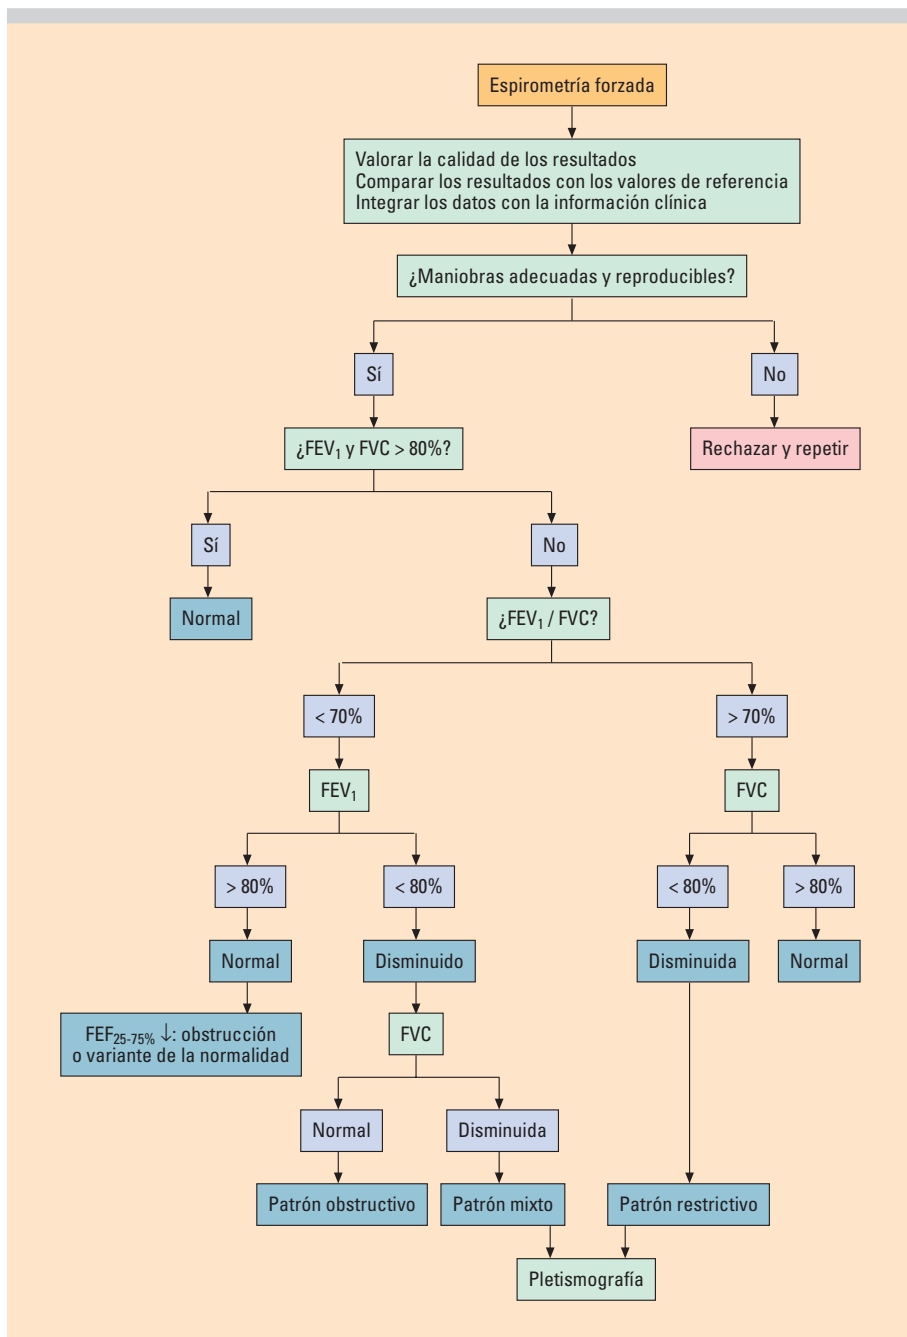 Espirometría forzada
Valorar la calidad de los resultados
Comparar los resultados con los valores de referencia
Integrar los datos con la información clínica
¿Maniobras adecuadas y reproducibles?
Sí
No
¿FEV₁ y FVC > 80%?
Rechazar y repetir
Sí
No
Normal
¿FEV₁ / FVC?
< 70%
> 70%
FEV₁
FVC
> 80%
< 80%
< 80%
> 80%
Normal
Disminuido
Disminuida
Normal
FEF₂₅₋₇₅% ↓: obstrucción
o variante de la normalidad
FVC
Normal
Disminuida
Patrón obstructivo
Patrón mixto
Patrón restrictivo
Pletismografía